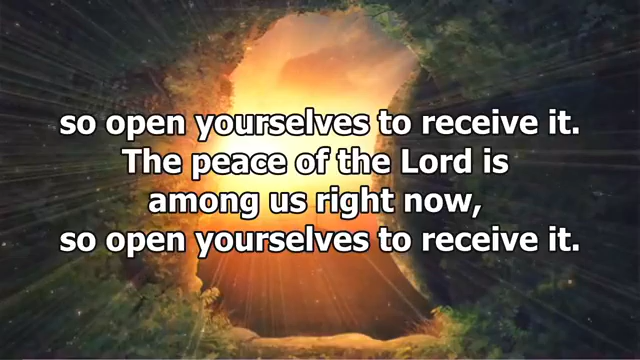 so open yourselves to receive it.
The peace of the Lord is
among us right now,
so open yourselves to receive it.